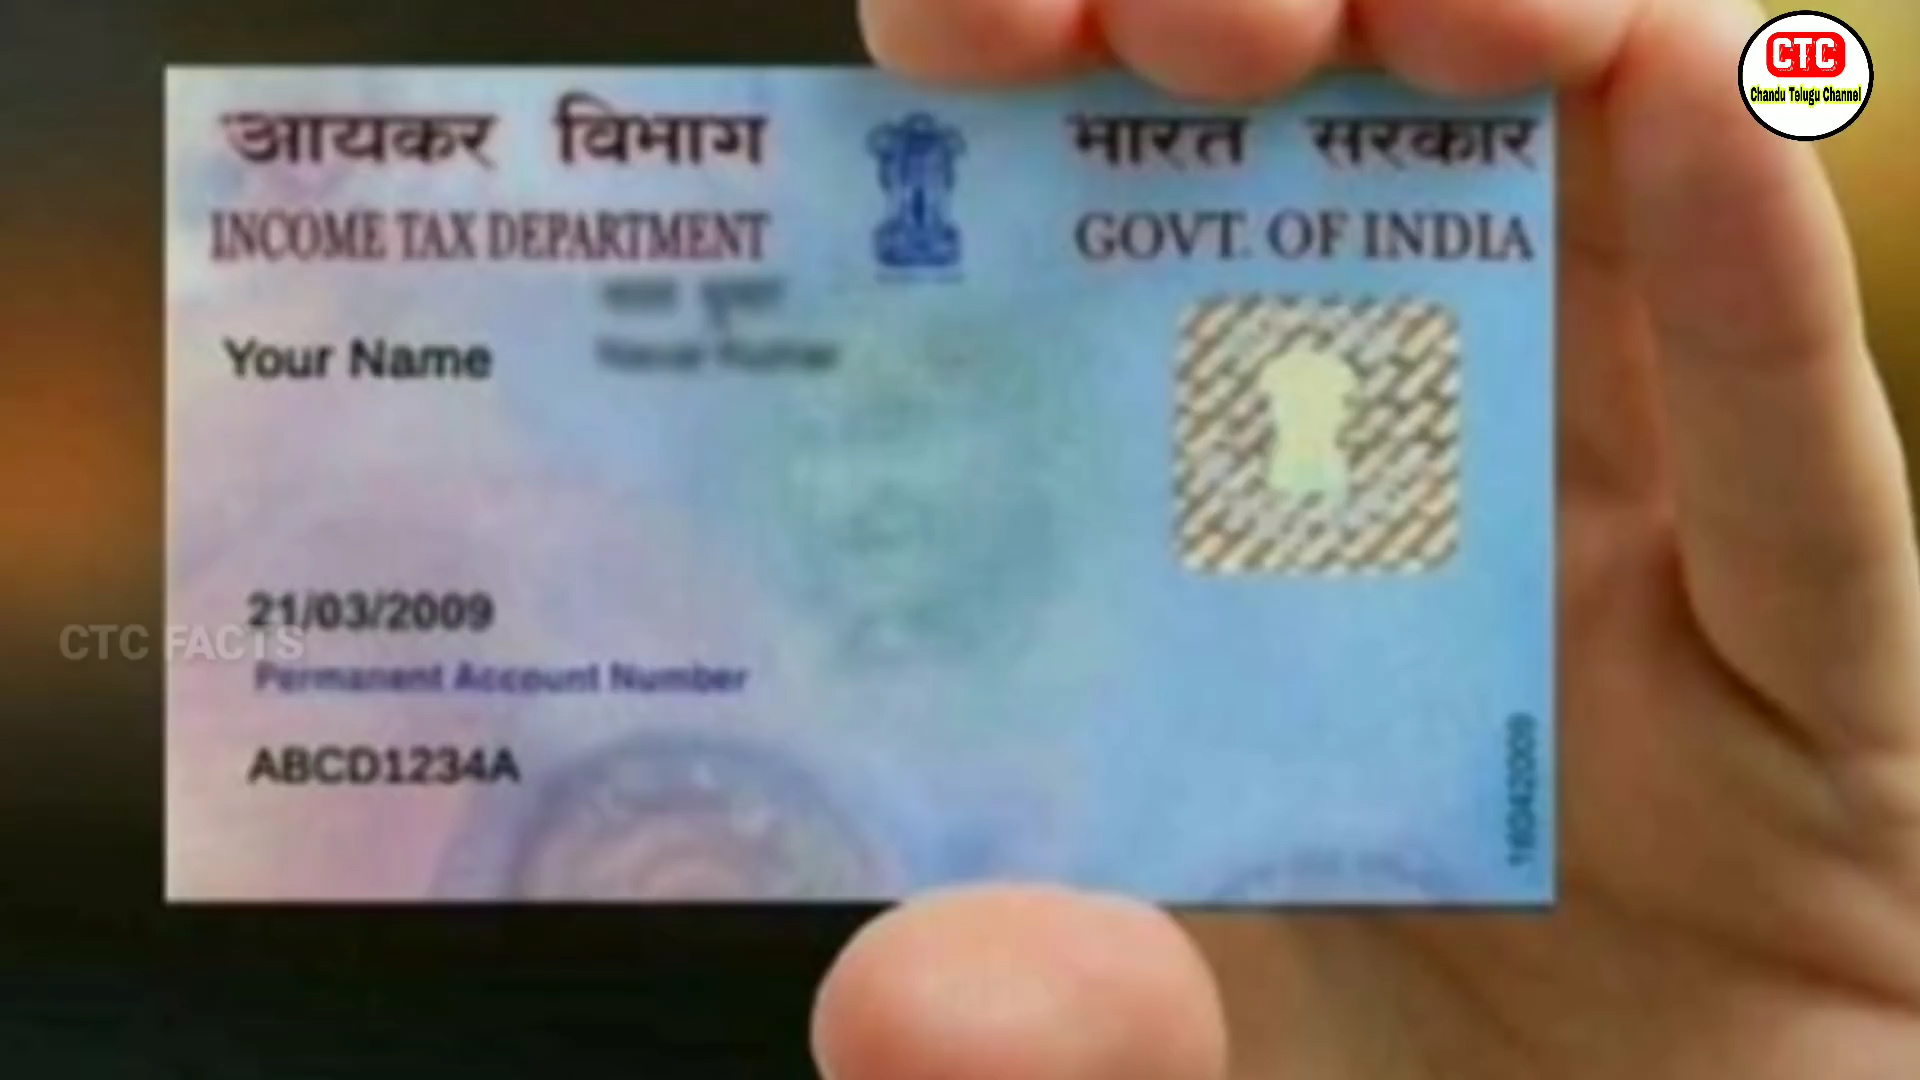 CTC
Chandu Telugu Channel
आयकर विभाग
भारत सरकार
INCOME TAX DEPARTMENT
GOVT. OF INDIA
Your Name
21/03/2009
CTC FACTS
Permanent Account Number
ABCD1234A
16042009